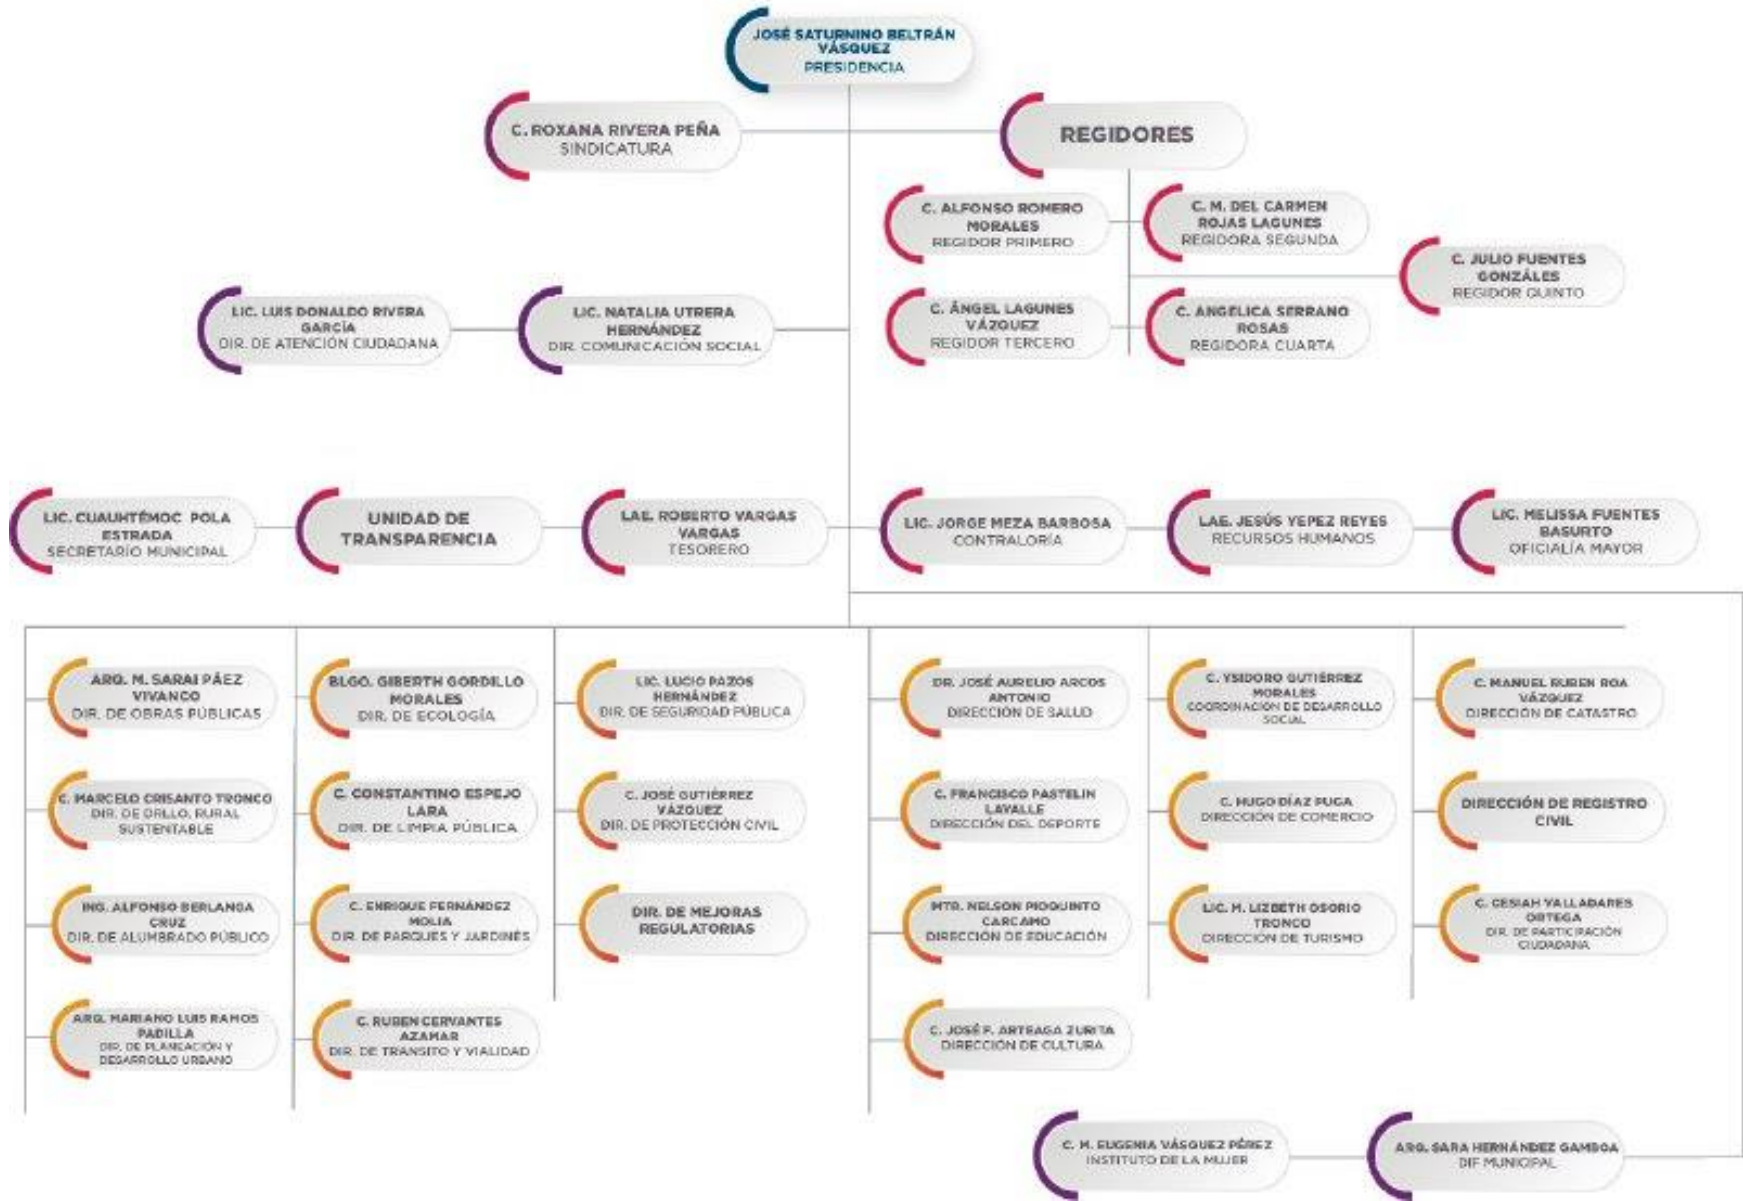 JOSÉ SATURNINO BELTRÁN
VÁSQUEZ
PRESIDENCIA
C. ROXANA RIVERA PEÑA
SINDICATURA
REGIDORES
C. ALFONSO ROMERO
MORALES
REGIDOR PRIMERO
C. M. DEL CARMEN
ROJAS LAGUNES
REGIDORA SEGUNDA
C. JULIO FUENTES
GONZÁLES
REGIDOR QUINTO
C. ÁNGEL LAGUNES
VÁZQUEZ
REGIDOR TERCERO
C. ANGELICA SERRANO
ROSAS
REGIDORA CUARTA
LIC. LUIS DONALDO RIVERA
GARCÍA
DIR. DE ATENCIÓN CIUDADANA
LIC. NATALIA UTRERA
HERNÁNDEZ
DIR. COMUNICACIÓN SOCIAL
LIC. CUAUHTÉMOC POLA
ESTRADA
SECRETARÍO MUNICIPAL
UNIDAD DE
TRANSPARENCIA
LAE. ROBERTO VARGAS
VARGAS
TESORERO
LIC. JORGE MEZA BARBOSA
CONTRALORÍA
LAE. JESÚS YEPEZ REYES
RECURSOS HUMANOS
LIC. MELISSA FUENTES
BASURTO
OFICIALÍA MAYOR
ARQ. M. SARAI PÁEZ
VIVANCO
DIR. DE OBRAS PÚBLICAS
BLGO. GIBERTH GORDILLO
MORALES
DIR. DE ECOLOGÍA
LIC. LUCIO PAZOS
HERNÁNDEZ
DIR. DE SEGURIDAD PÚBLICA
DR. JOSÉ AURELIO ARCOS
ANTONIO
DIRECCIÓN DE SALUD
C. YSIDORO GUTIÉRREZ
MORALES
COORDINACIÓN DE DESARROLLO
SOCIAL
C. MANUEL RUBEN ROA
VÁZQUEZ
DIRECCIÓN DE CATASTRO
C. MARCELO CRISANTO TRONCO
DIR. DE DRLLO. RURAL
SUSTENTABLE
C. CONSTANTINO ESPEJO
LARA
DIR. DE LIMPIA PÚBLICA
C. JOSÉ GUTIÉRREZ
VÁZQUEZ
DIR. DE PROTECCIÓN CIVIL
C. FRANCISCO PASTELIN
LAVALLE
DIRECCIÓN DEL DEPORTE
C. HUGO DÍAZ PUGA
DIRECCIÓN DE COMERCIO
DIRECCIÓN DE REGISTRO
CIVIL
ING. ALFONSO BERLANGA
CRUZ
DIR. DE ALUMBRADO PÚBLICO
C. ENRIQUE FERNÁNDEZ
MOLIA
DIR. DE PARQUES Y JARDINES
DIR. DE MEJORAS
REGULATORIAS
MTR. NELSON PIOQUINTO
CARCAMO
DIRECCIÓN DE EDUCACIÓN
LIC. M. LIZBETH OSORIO
TRONCO
DIRECCIÓN DE TURISMO
C. CESIAH VALLADARES
ORTEGA
DIR. DE PARTICIPACIÓN
CIUDADANA
ARQ. MARIANO LUIS RAMOS
PADILLA
DIR. DE PLANEACIÓN Y
DESARROLLO URBANO
C. RUBEN CERVANTES
AZAMAR
DIR. DE TRANSITO Y VIALIDAD
C. JOSÉ F. ARTEAGA ZURITA
DIRECCIÓN DE CULTURA
C. M. EUGENIA VÁSQUEZ PÉREZ
INSTITUTO DE LA MUJER
ARQ. SARA HERNÁNDEZ GAMBOA
DIF MUNICIPAL